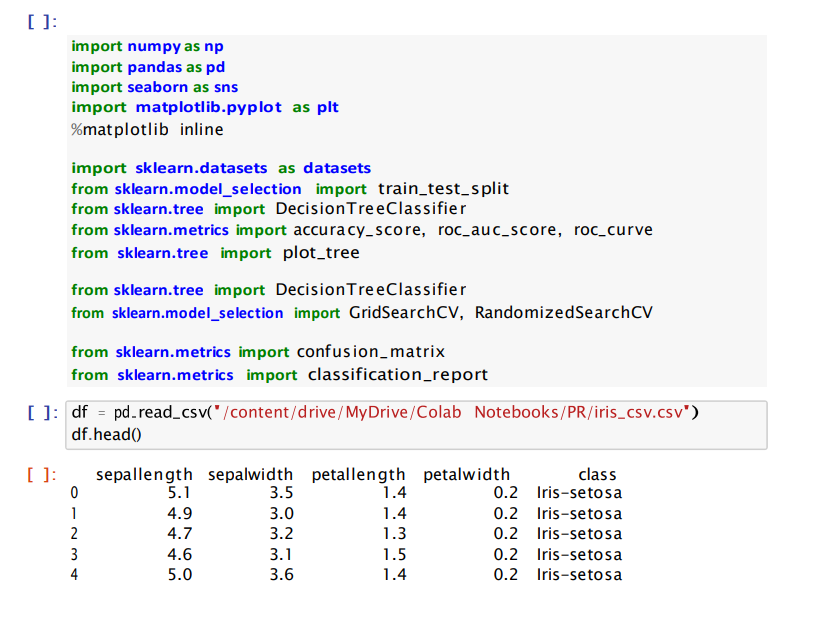 [ ]:
import numpy as np
import pandas as pd
import seaborn as sns
import matplotlib.pyplot as plt
%matplotlib inline
import sklearn.datasets as datasets
from sklearn.model_selection import train_test_split
from sklearn.tree import DecisionTreeClassifier
from sklearn.metrics import accuracy_score, roc_auc_score, roc_curve
from sklearn.tree import plot_tree
from sklearn.tree import DecisionTreeClassifier
from sklearn.model_selection import GridSearchCV, RandomizedSearchCV
from sklearn.metrics import confusion_matrix
from sklearn.metrics import classification_report
[ ]: df = pd.read_csv("/content/drive/MyDrive/Colab Notebooks/PR/iris_csv.csv")
df.head()
[ ]: sepallength sepalwidth petallength petalwidth class
0 5.1 3.5 1.4 0.2 Iris-setosa
1 4.9 3.0 1.4 0.2 Iris-setosa
2 4.7 3.2 1.3 0.2 Iris-setosa
3 4.6 3.1 1.5 0.2 Iris-setosa
4 5.0 3.6 1.4 0.2 Iris-setosa